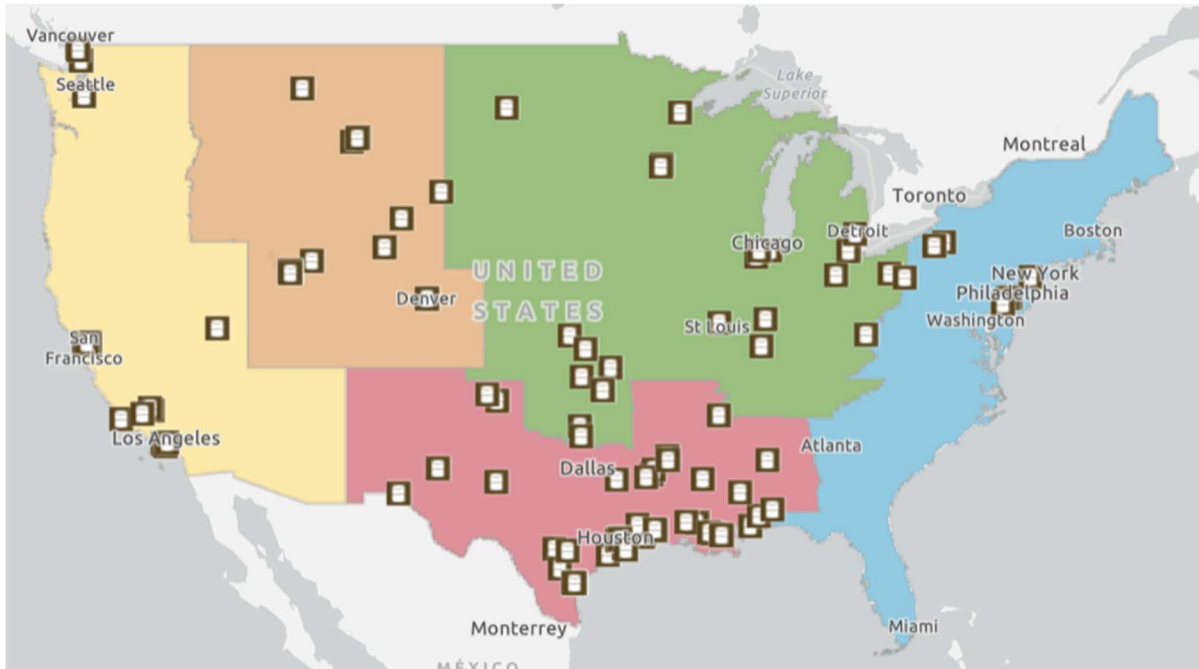 Vancouver
Seattle
Lake
Superior
Montreal
Toronto
Boston
Detroit
Chicago
UNITED
STATES
New York
Philadelphia
Washington
Denver
St Louis
San
Francisco
Los Angeles
Atlanta
Dallas
Houston
Miami
Monterrey
MÉXICO